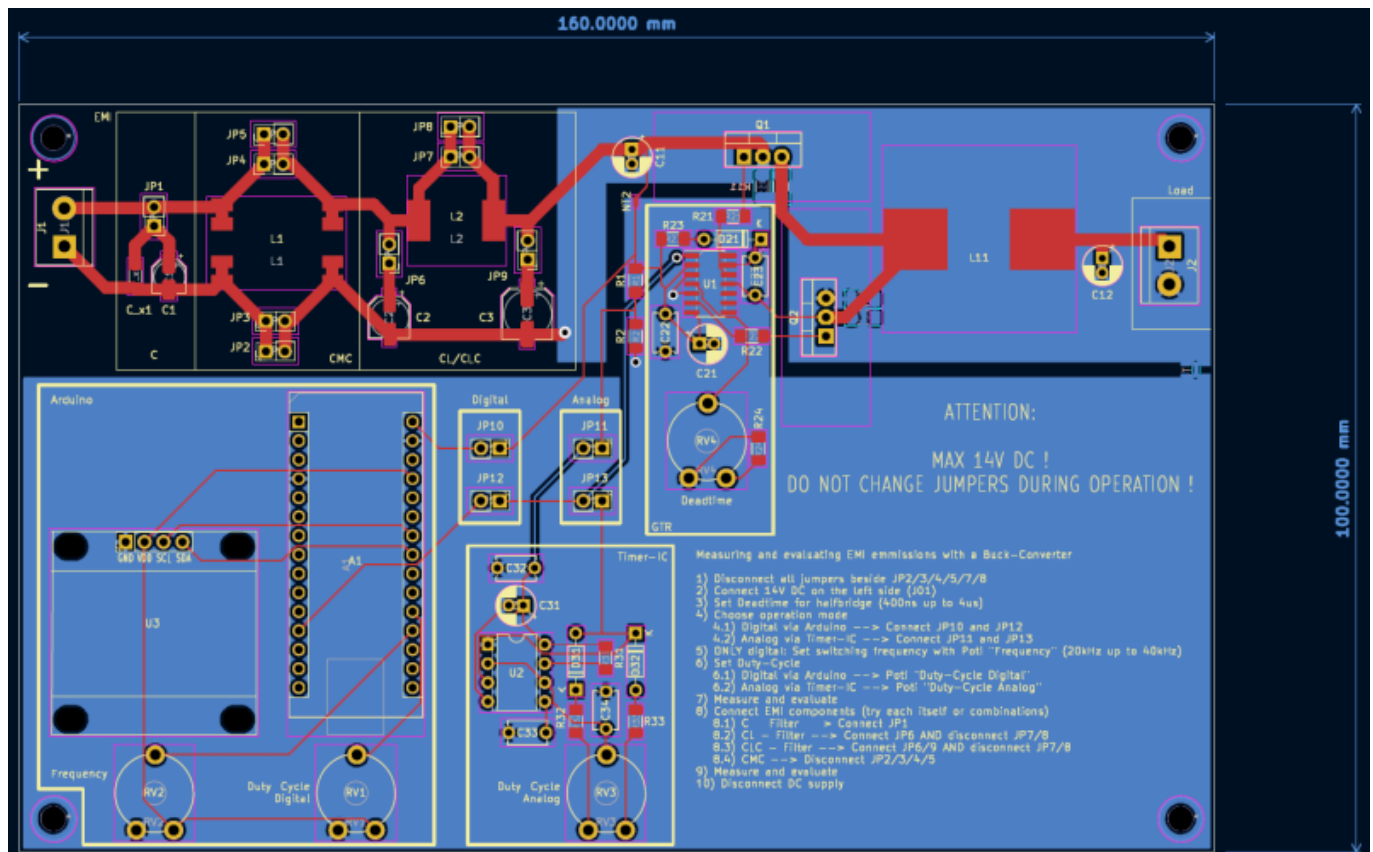 160.0000 mm
EMI
JP5
JP8
Q1
JP4
JP7
C11
+
JP1
Load
R21
L2
R23
D21
K
J1
J1
L1
L2
J2
J2
L1
JP6
JP9
U1
C23
L11
−
R1
C_x1
C1
C2
C3
C12
JP3
R2
C22
Q2
JP2
R22
C
CMC
CL/CLC
C21
Arduino
Digital
Analog
R24
ATTENTION:
JP10
JP11
RV4
MAX 14V DC !
JP12
JP13
DO NOT CHANGE JUMPERS DURING OPERATION !
Deadtime
GTR
100.0000 mm
GND VDD SCL SDA
A1
Timer-IC
Measuring and evaluating EMI emmissions with a Buck-Converter
C32
1) Disconnect all jumpers beside JP2/3/4/5/7/8
2) Connect 14V DC on the left side (J01)
3) Set Deadtime for halfbridge (400ns up to 4us)
4) Choose operation mode
4.1) Digital via Arduino --> Connect JP10 and JP12
4.2) Analog via Timer-IC --> Connect JP11 and JP13
5) ONLY digital: Set switching frequency with Poti "Frequency" (20kHz up to 40kHz)
6) Set Duty-Cycle
6.1) Digital via Arduino --> Poti "Duty-Cycle Digital"
6.2) Analog via Timer-IC --> Poti "Duty-Cycle Analog"
7) Measure and evaluate
8) Connect EMI components (try each itself or combinations)
8.1) C Filter > Connect JP1
8.2) CL - Filter --> Connect JP6 AND disconnect JP7/8
8.3) CLC - Filter --> Connect JP6/9 AND disconnect JP7/8
8.4) CMC --> Disconnect JP2/3/4/5
9) Measure and evaluate
10) Disconnect DC supply
C31
U3
K
D31
R31
D32
U2
K
R32
C34
R33
C33
Frequency
RV2
Duty Cycle
Digital
RV1
Duty Cycle
Analog
RV3
RV2
RV3